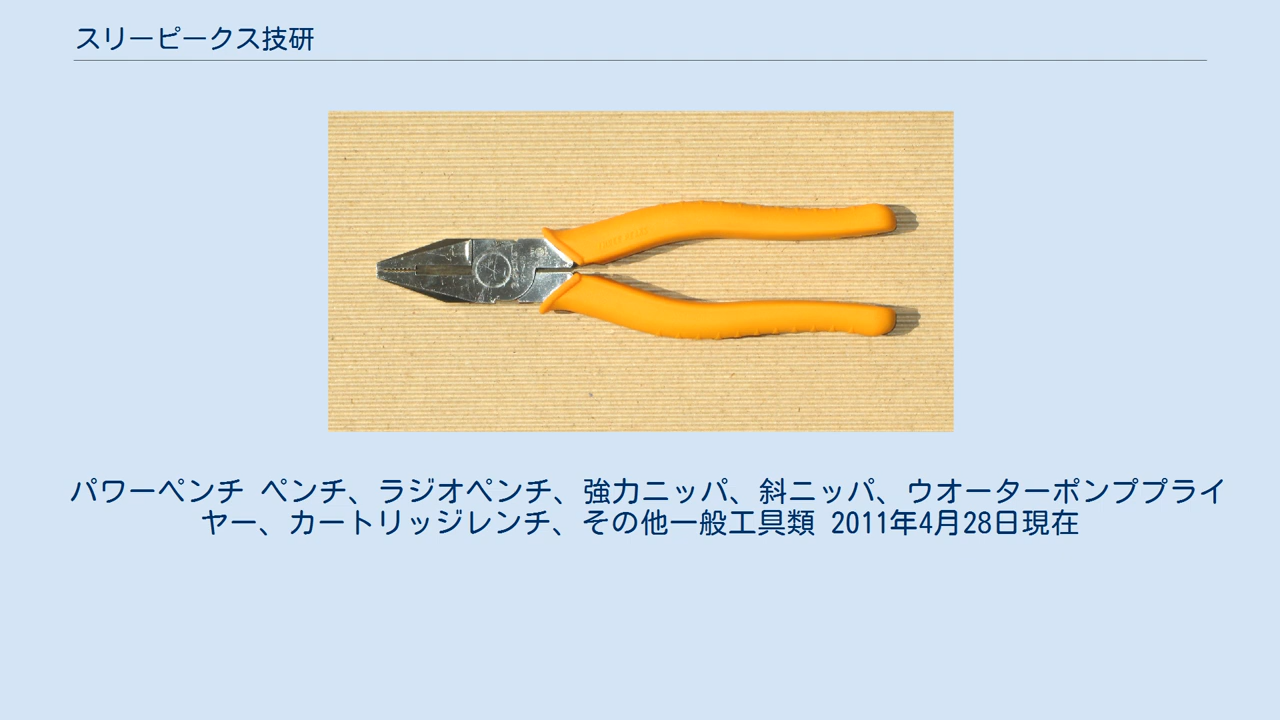 スリーピークス技研
パワーペンチ ペンチ、ラジオペンチ、強力ニッパ、斜ニッパ、ウオーターポンププライ
ヤー、カートリッジレンチ、その他一般工具類 2011年4月28日現在